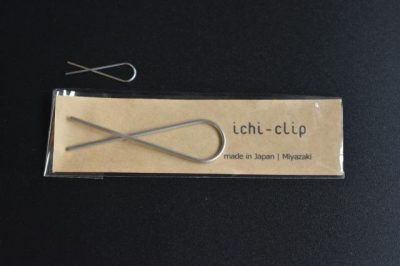 ichi-clip
made in Japan | Miyazaki